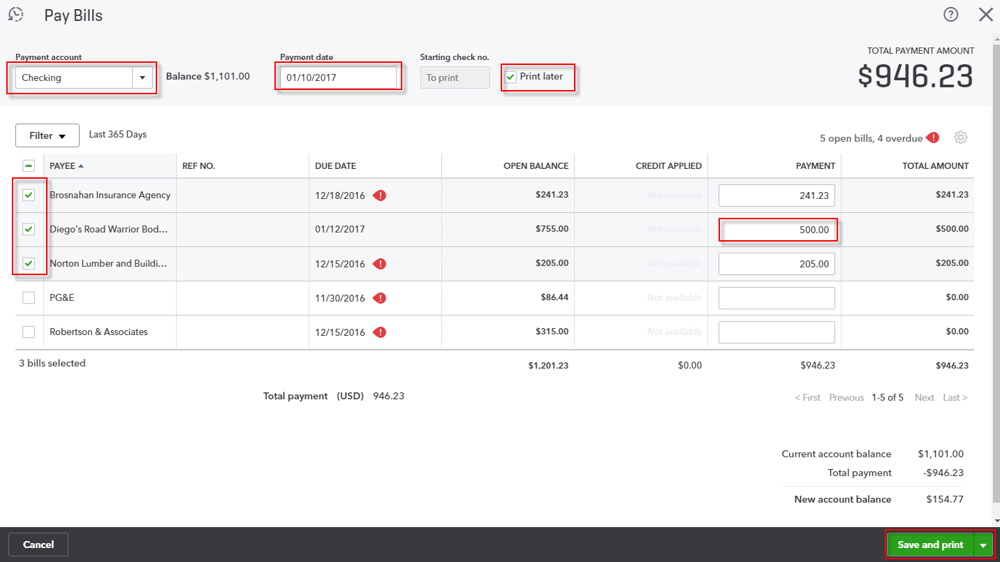 Pay Bills
Payment account
Checking
Balance $1,101.00
Payment date
01/10/2017
Starting check no.
To print
Print later
TOTAL PAYMENT AMOUNT
$946.23
Filter
Last 365 Days
5 open bills, 4 overdue
PAYEE REF NO. DUE DATE OPEN BALANCE CREDIT APPLIED PAYMENT TOTAL AMOUNT
Brosnahan Insurance Agency 12/18/2016 $241.23 Not available 241.23 $241.23
Diego's Road Warrior Bod... 01/12/2017 $755.00 Not available 500.00 $500.00
Norton Lumber and Buildi... 12/15/2016 $205.00 Not available 205.00 $205.00
PG&E 11/30/2016 $86.44 Not available $0.00
Robertson & Associates 12/15/2016 $315.00 Not available $0.00
3 bills selected $1,201.23 $0.00 $946.23 $946.23
Total payment (USD) 946.23
< First Previous 1-5 of 5 Next Last >
Current account balance $1,101.00
Total payment -$946.23
New account balance $154.77
Cancel
Save and print